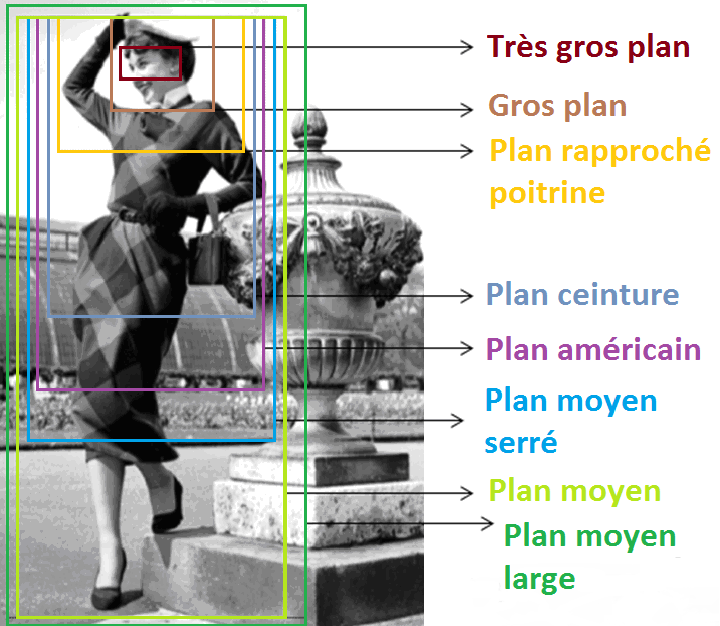 Très gros plan
Gros plan
Plan rapproché
poitrine
Plan ceinture
Plan américain
Plan moyen
serré
Plan moyen
Plan moyen
large